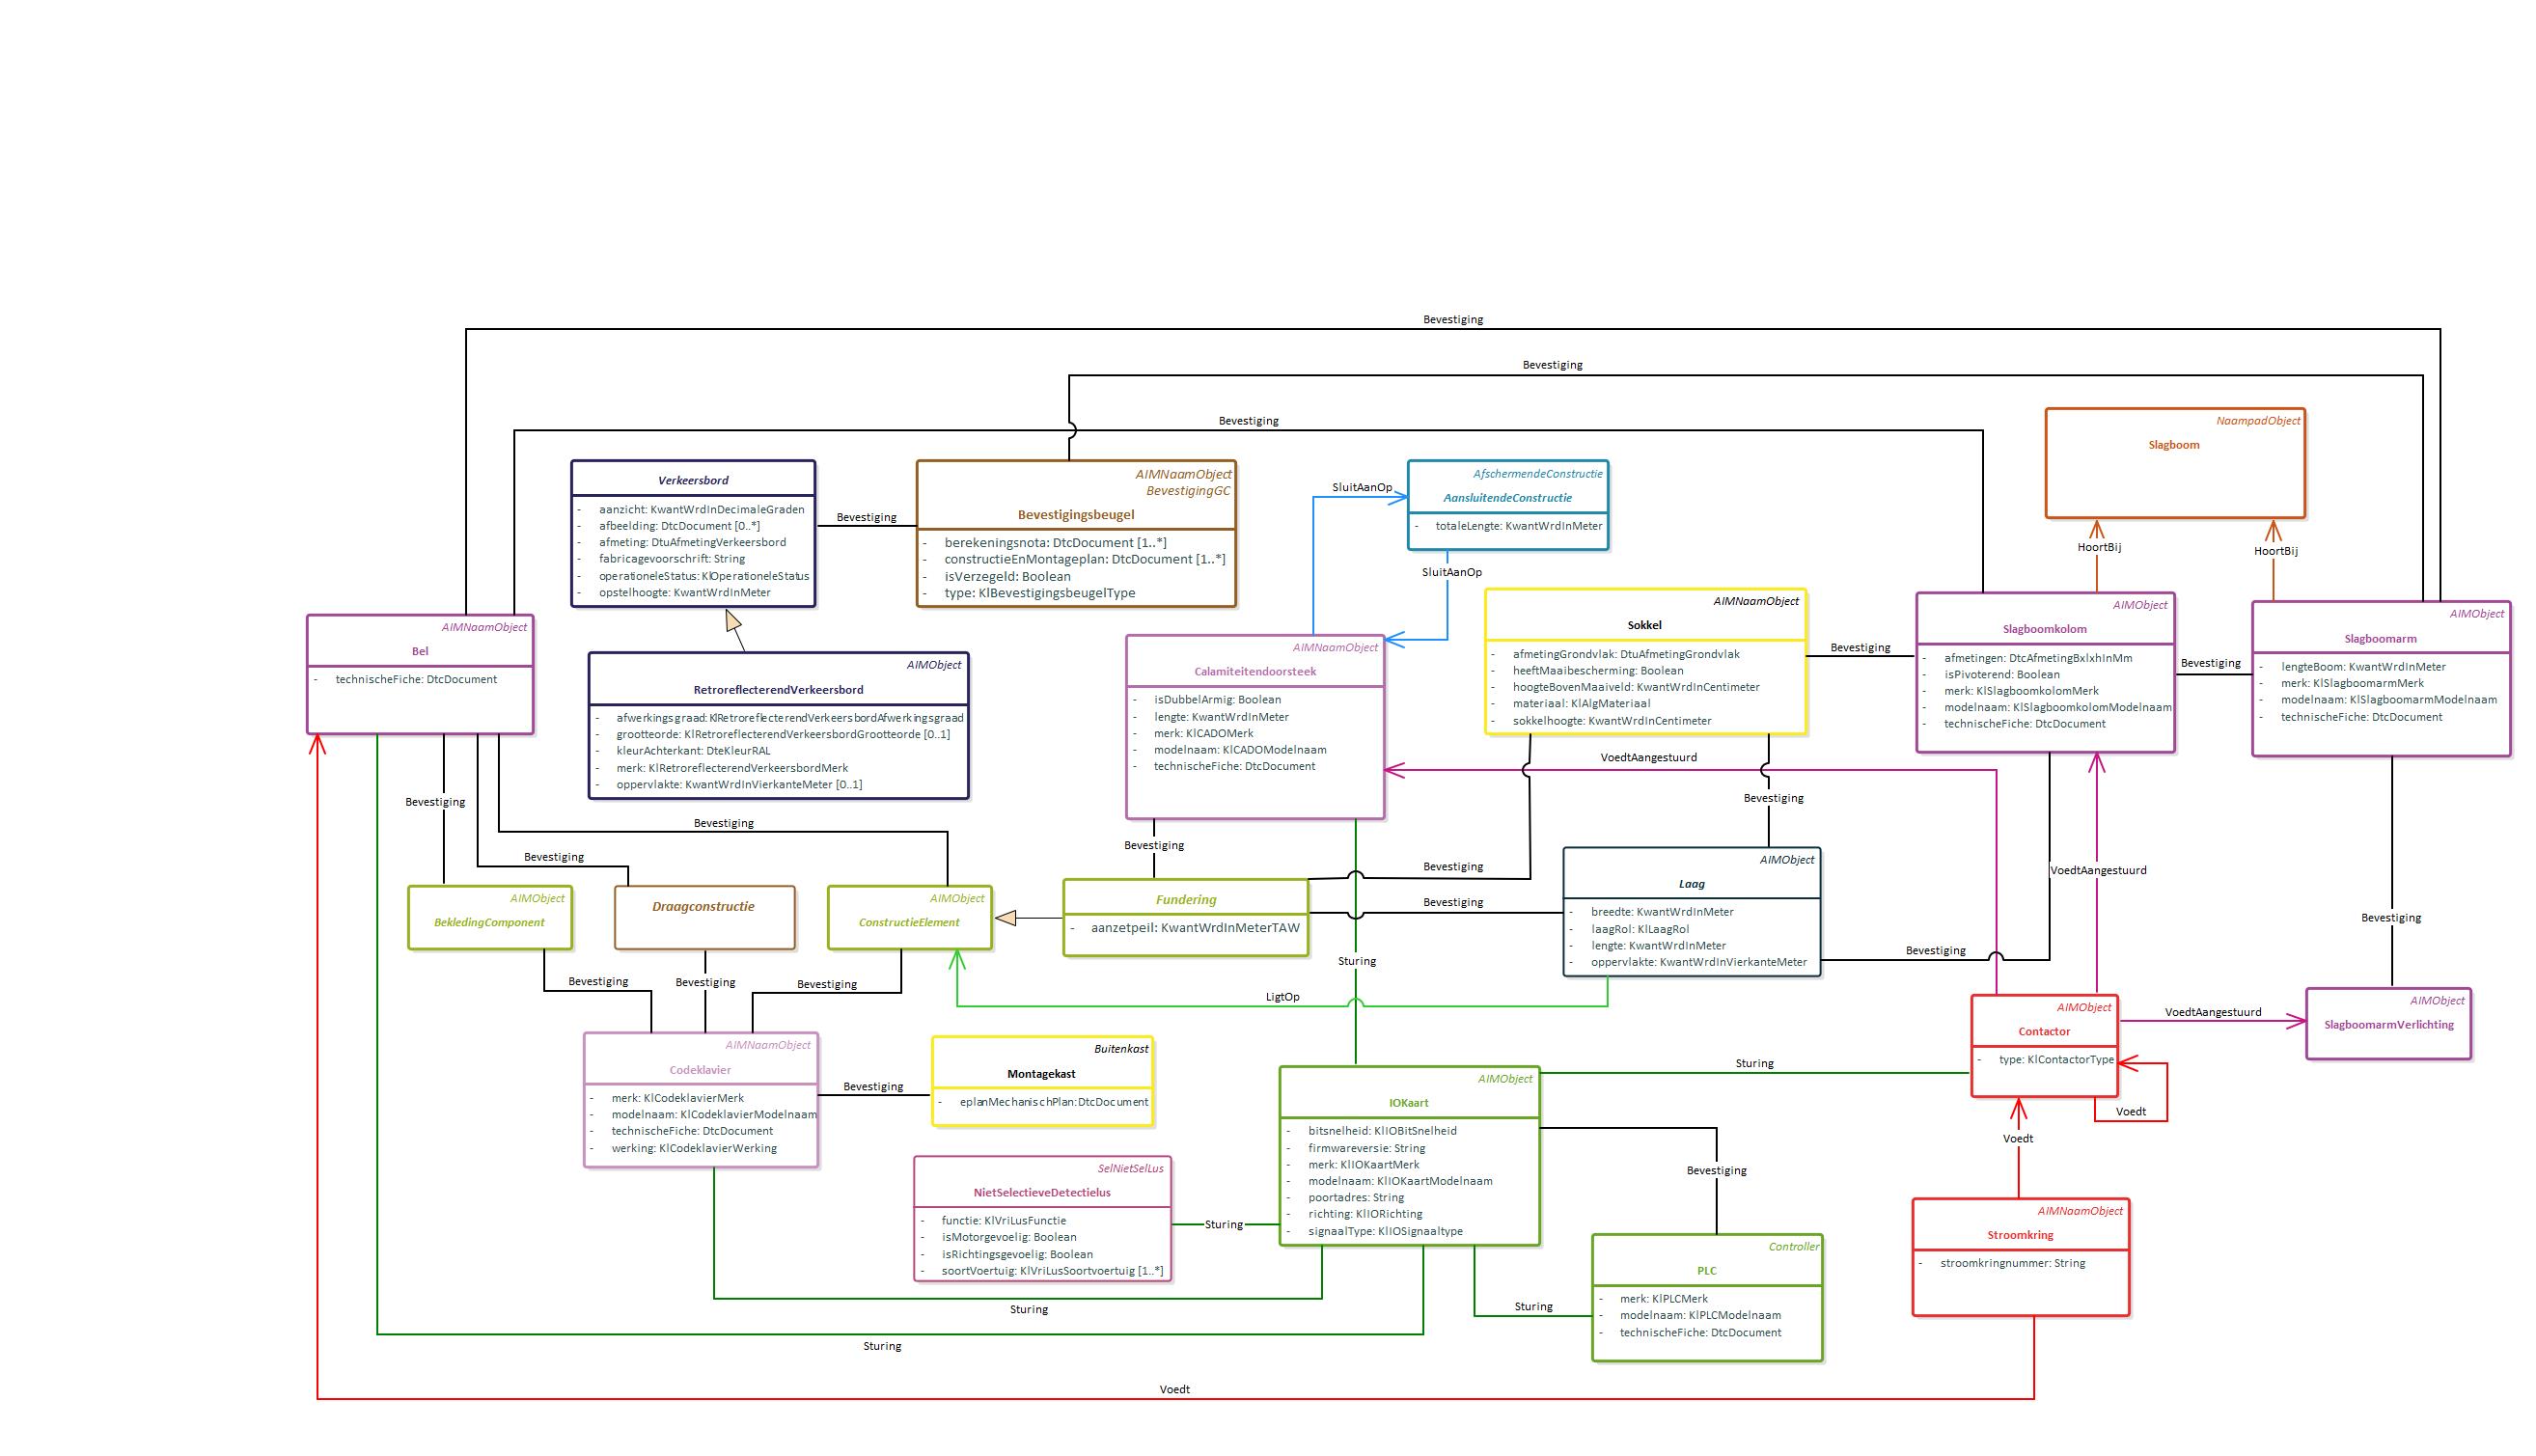 Bevestiging
Bevestiging
Bevestiging
NaampadObject
Slagboom
HoortBij
HoortBij
Verkeersbord
- aanzicht: KwantWrdInDecimaleGraden
- afbeelding: DtcDocument [0..*]
- afmeting: DtuAfmetingVerkeersbord
- fabricagevoorschrift: String
- operationeleStatus: KlOperationeleStatus
- opstelhoogte: KwantWrdInMeter
Bevestiging
AIMNaamObject
BevestigingGC
Bevestigingsbeugel
- berekeningsnota: DtcDocument [1..*]
- constructieEnMontageplan: DtcDocument [1..*]
- isVerzegeld: Boolean
- type: KlBevestigingsbeugelType
SluitAanOp
AfschermendeConstructie
AansluitendeConstructie
- totaleLengte: KwantWrdInMeter
SluitAanOp
AIMNaamObject
Bel
- technischeFiche: DtcDocument
AIMObject
RetroreflecterendVerkeersbord
- afwerkingsgraad: KlRetroreflecterendVerkeersbordAfwerkingsgraad
- grootteorde: KlRetroreflecterendVerkeersbordGrootteorde [0..1]
- kleurAchterkant: DteKleurRAL
- merk: KlRetroreflecterendVerkeersbordMerk
- oppervlakte: KwantWrdInVierkanteMeter [0..1]
AIMNaamObject
Calamiteitendoorsteek
- isDubbelArmig: Boolean
- lengte: KwantWrdInMeter
- merk: KlCADOMerk
- modelnaam: KlCADOModelnaam
- technischeFiche: DtcDocument
AIMNaamObject
Sokkel
- afmetingGrondvlak: DtuAfmetingGrondvlak
- heeftMaaibescherming: Boolean
- hoogteBovenMaaiveld: KwantWrdInCentimeter
- materiaal: KlAlgMateriaal
- sokkelhoogte: KwantWrdInCentimeter
Bevestiging
AIMObject
Slagboomkolom
- afmetingen: DtcAfmetingBxlxhInMm
- isPivoterend: Boolean
- merk: KlSlagboomkolomMerk
- modelnaam: KlSlagboomkolomModelnaam
- technischeFiche: DtcDocument
Bevestiging
AIMObject
Slagboomarm
- lengteBoom: KwantWrdInMeter
- merk: KlSlagboomarmMerk
- modelnaam: KlSlagboomarmModelnaam
- technischeFiche: DtcDocument
VoedtAangestuurd
Bevestiging
Bevestiging
Bevestiging
Bevestiging
Bevestiging
Bevestiging
Bevestiging
VoedtAangestuurd
Bevestiging
AIMObject
BekledingComponent
Draagconstructie
AIMObject
ConstructieElement
Fundering
- aanzetpeil: KwantWrdInMeterTAW
AIMObject
Laag
- breedte: KwantWrdInMeter
- laagRol: KlLaagRol
- lengte: KwantWrdInMeter
- oppervlakte: KwantWrdInVierkanteMeter
Bevestiging
Bevestiging
Sturing
Bevestiging
Bevestiging
Bevestiging
LigtOp
AIMNaamObject
Codeklavier
- merk: KlCodeklavierMerk
- modelnaam: KlCodeklavierModelnaam
- technischeFiche: DtcDocument
- werking: KlCodeklavierWerking
Bevestiging
Buitenkast
Montagekast
- eplanMechanischPlan:DtcDocument
AIMObject
Contactor
- type: KlContactorType
VoedtAangestuurd
AIMObject
SlagboomarmVerlichting
Sturing
Voedt
Voedt
AIMObject
IOKaart
- bitsnelheid: KlIOBitSnelheid
- firmwareversie: String
- merk: KlIOKaartMerk
- modelnaam: KlIOKaartModelnaam
- poortadres: String
- richting: KlIORichting
- signaalType: KlIOSignaaltype
Bevestiging
SelNietSelLus
NietSelectieveDetectielus
- functie: KlVriLusFunctie
- isMotorgevoelig: Boolean
- isRichtingsgevoelig: Boolean
- soortVoertuig: KlVriLusSoortvoertuig [1..*]
Sturing
AIMNaamObject
Stroomkring
- stroomkringnummer: String
Controller
PLC
- merk: KlPLCMerk
- modelnaam: KlPLCModelnaam
- technischeFiche: DtcDocument
Sturing
Sturing
Sturing
Voedt